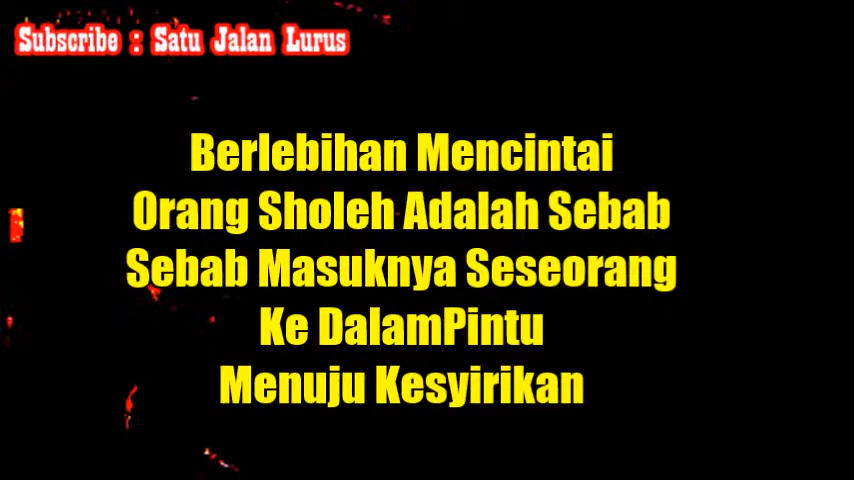 Subscribe : Satu Jalan Lurus
Berlebihan Mencintai
Orang Sholeh Adalah Sebab
Sebab Masuknya Seseorang
Ke DalamPintu
Menuju Kesyirikan